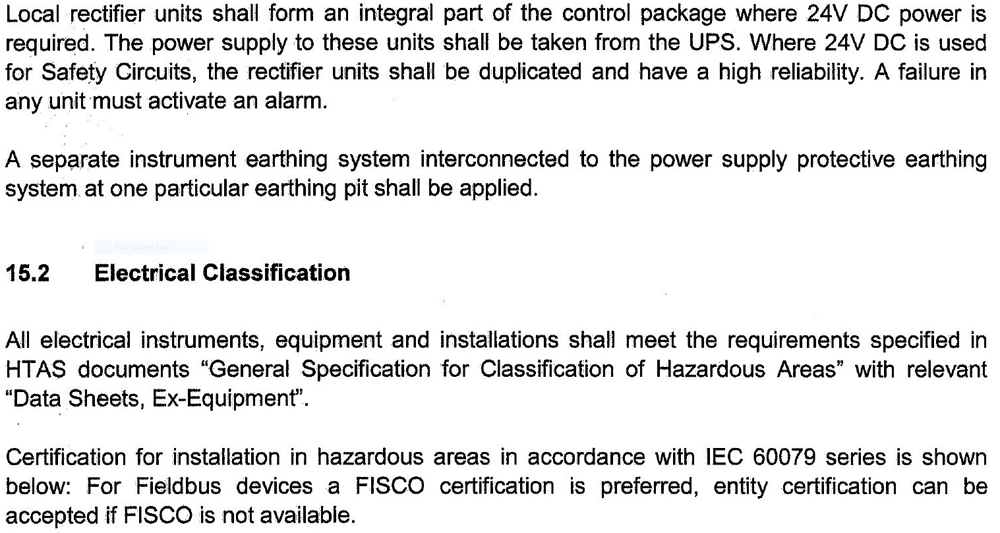 Local rectifier units shall form an integral part of the control package where 24V DC power is
required. The power supply to these units shall be taken from the UPS. Where 24V DC is used
for Safety Circuits, the rectifier units shall be duplicated and have a high reliability. A failure in
any unit must activate an alarm.
A separate instrument earthing system interconnected to the power supply protective earthing
system at one particular earthing pit shall be applied.
Full-screen Snip
15.2 Electrical Classification
All electrical instruments, equipment and installations shall meet the requirements specified in
HTAS documents “General Specification for Classification of Hazardous Areas” with relevant
“Data Sheets, Ex-Equipment”.
Certification for installation in hazardous areas in accordance with IEC 60079 series is shown
below: For Fieldbus devices a FISCO certification is preferred, entity certification can be
accepted if FISCO is not available.